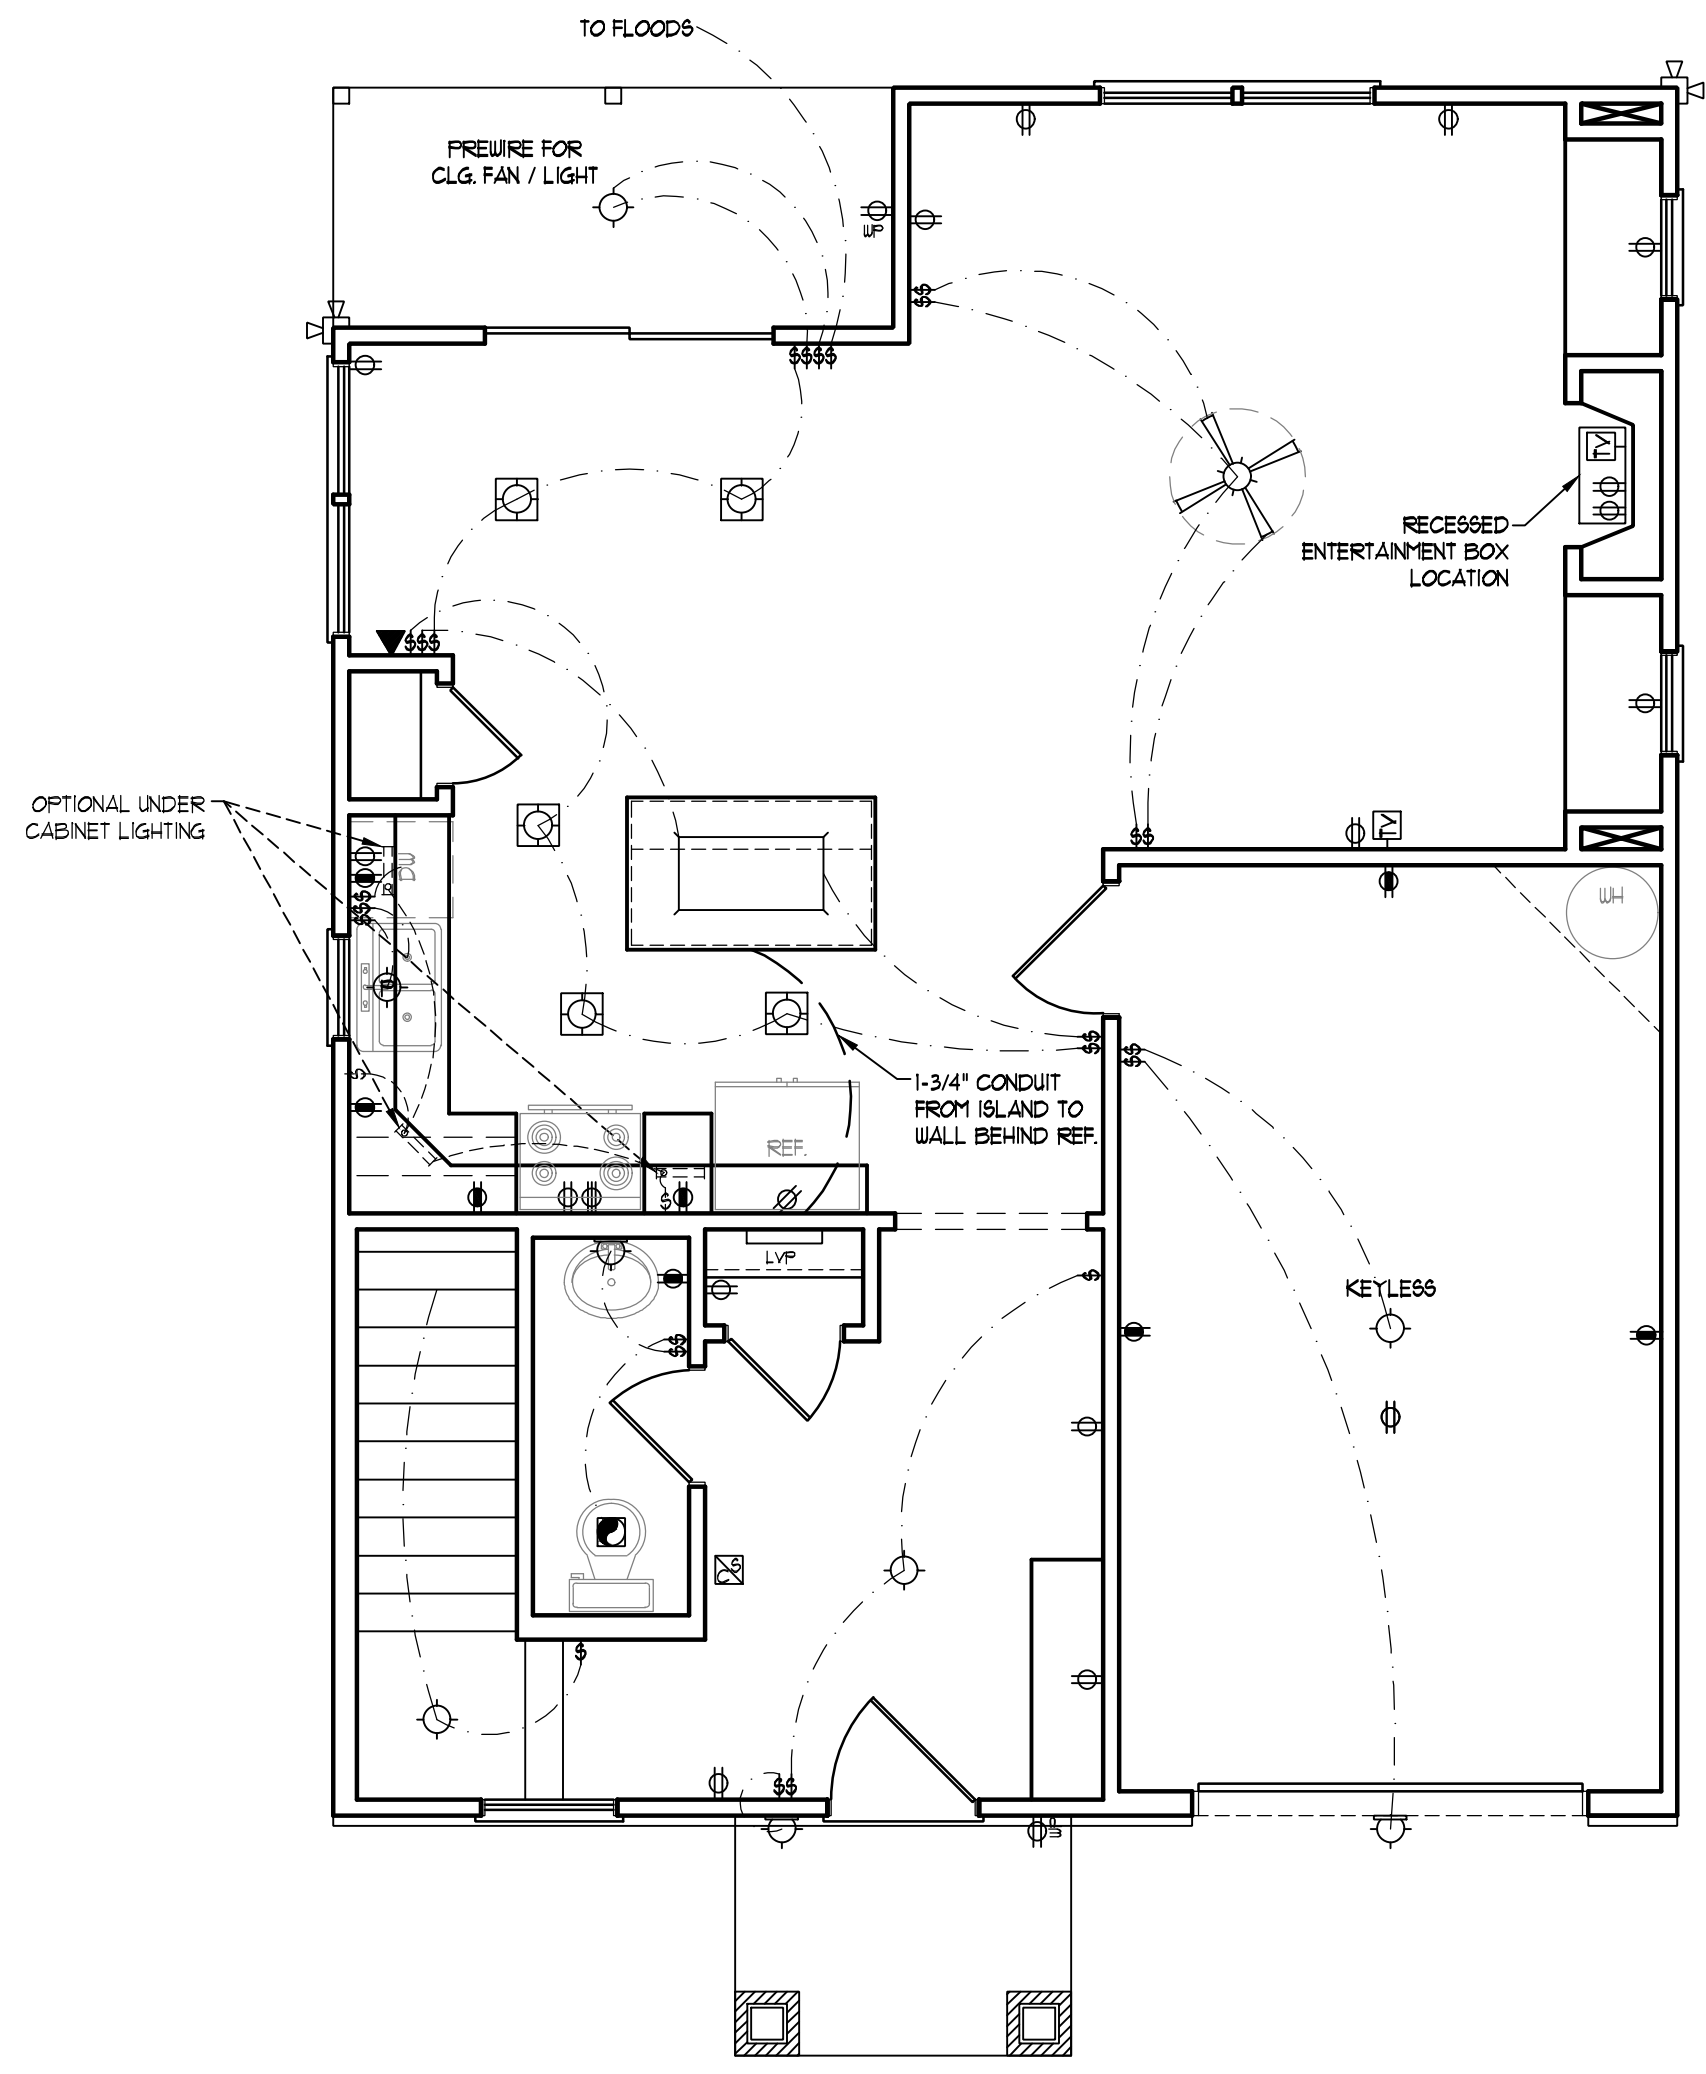 TO FLOODS
PREWIRE FOR
CLG. FAN / LIGHT
WP
$$
$$$$
TV
RECESSED
ENTERTAINMENT BOX
LOCATION
$$$
OPTIONAL UNDER
CABINET LIGHTING
DW
$$
TV
WH
$$$
$$
$$
$
1-3/4" CONDUIT
FROM ISLAND TO
WALL BEHIND REF.
REF.
$
LVP
$
KEYLESS
$$
CS
$
$$
WP